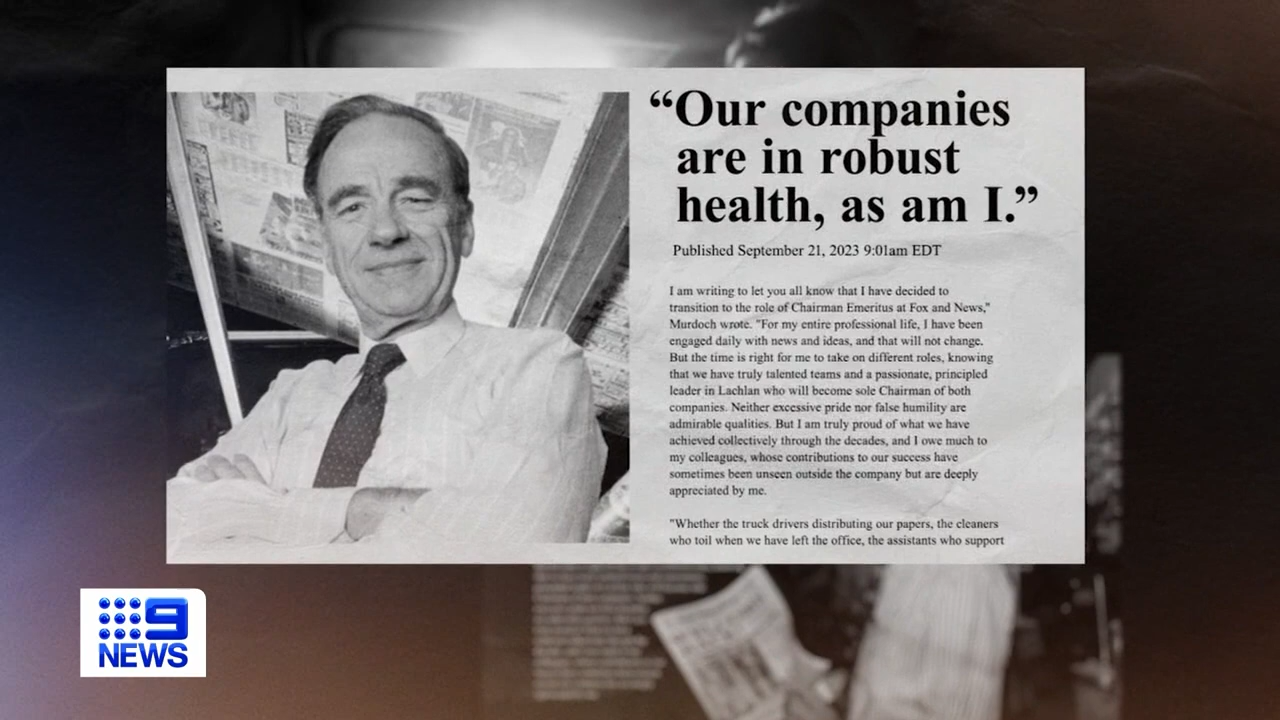 “Our companies
are in robust
health, as am I.”
Published September 21, 2023 9:01am EDT
I am writing to let you all know that I have decided to
transition to the role of Chairman Emeritus at Fox and News,"
Murdoch wrote. "For my entire professional life, I have been
engaged daily with news and ideas, and that will not change.
But the time is right for me to take on different roles, knowing
that we have truly talented teams and a passionate, principled
leader in Lachlan who will become sole Chairman of both
companies. Neither excessive pride nor false humility are
admirable qualities. But I am truly proud of what we have
achieved collectively through the decades, and I owe much to
my colleagues, whose contributions to our success have
sometimes been unseen outside the company but are deeply
appreciated by me.
"Whether the truck drivers distributing our papers, the cleaners
who toil when we have left the office, the assistants who support
9
NEWS